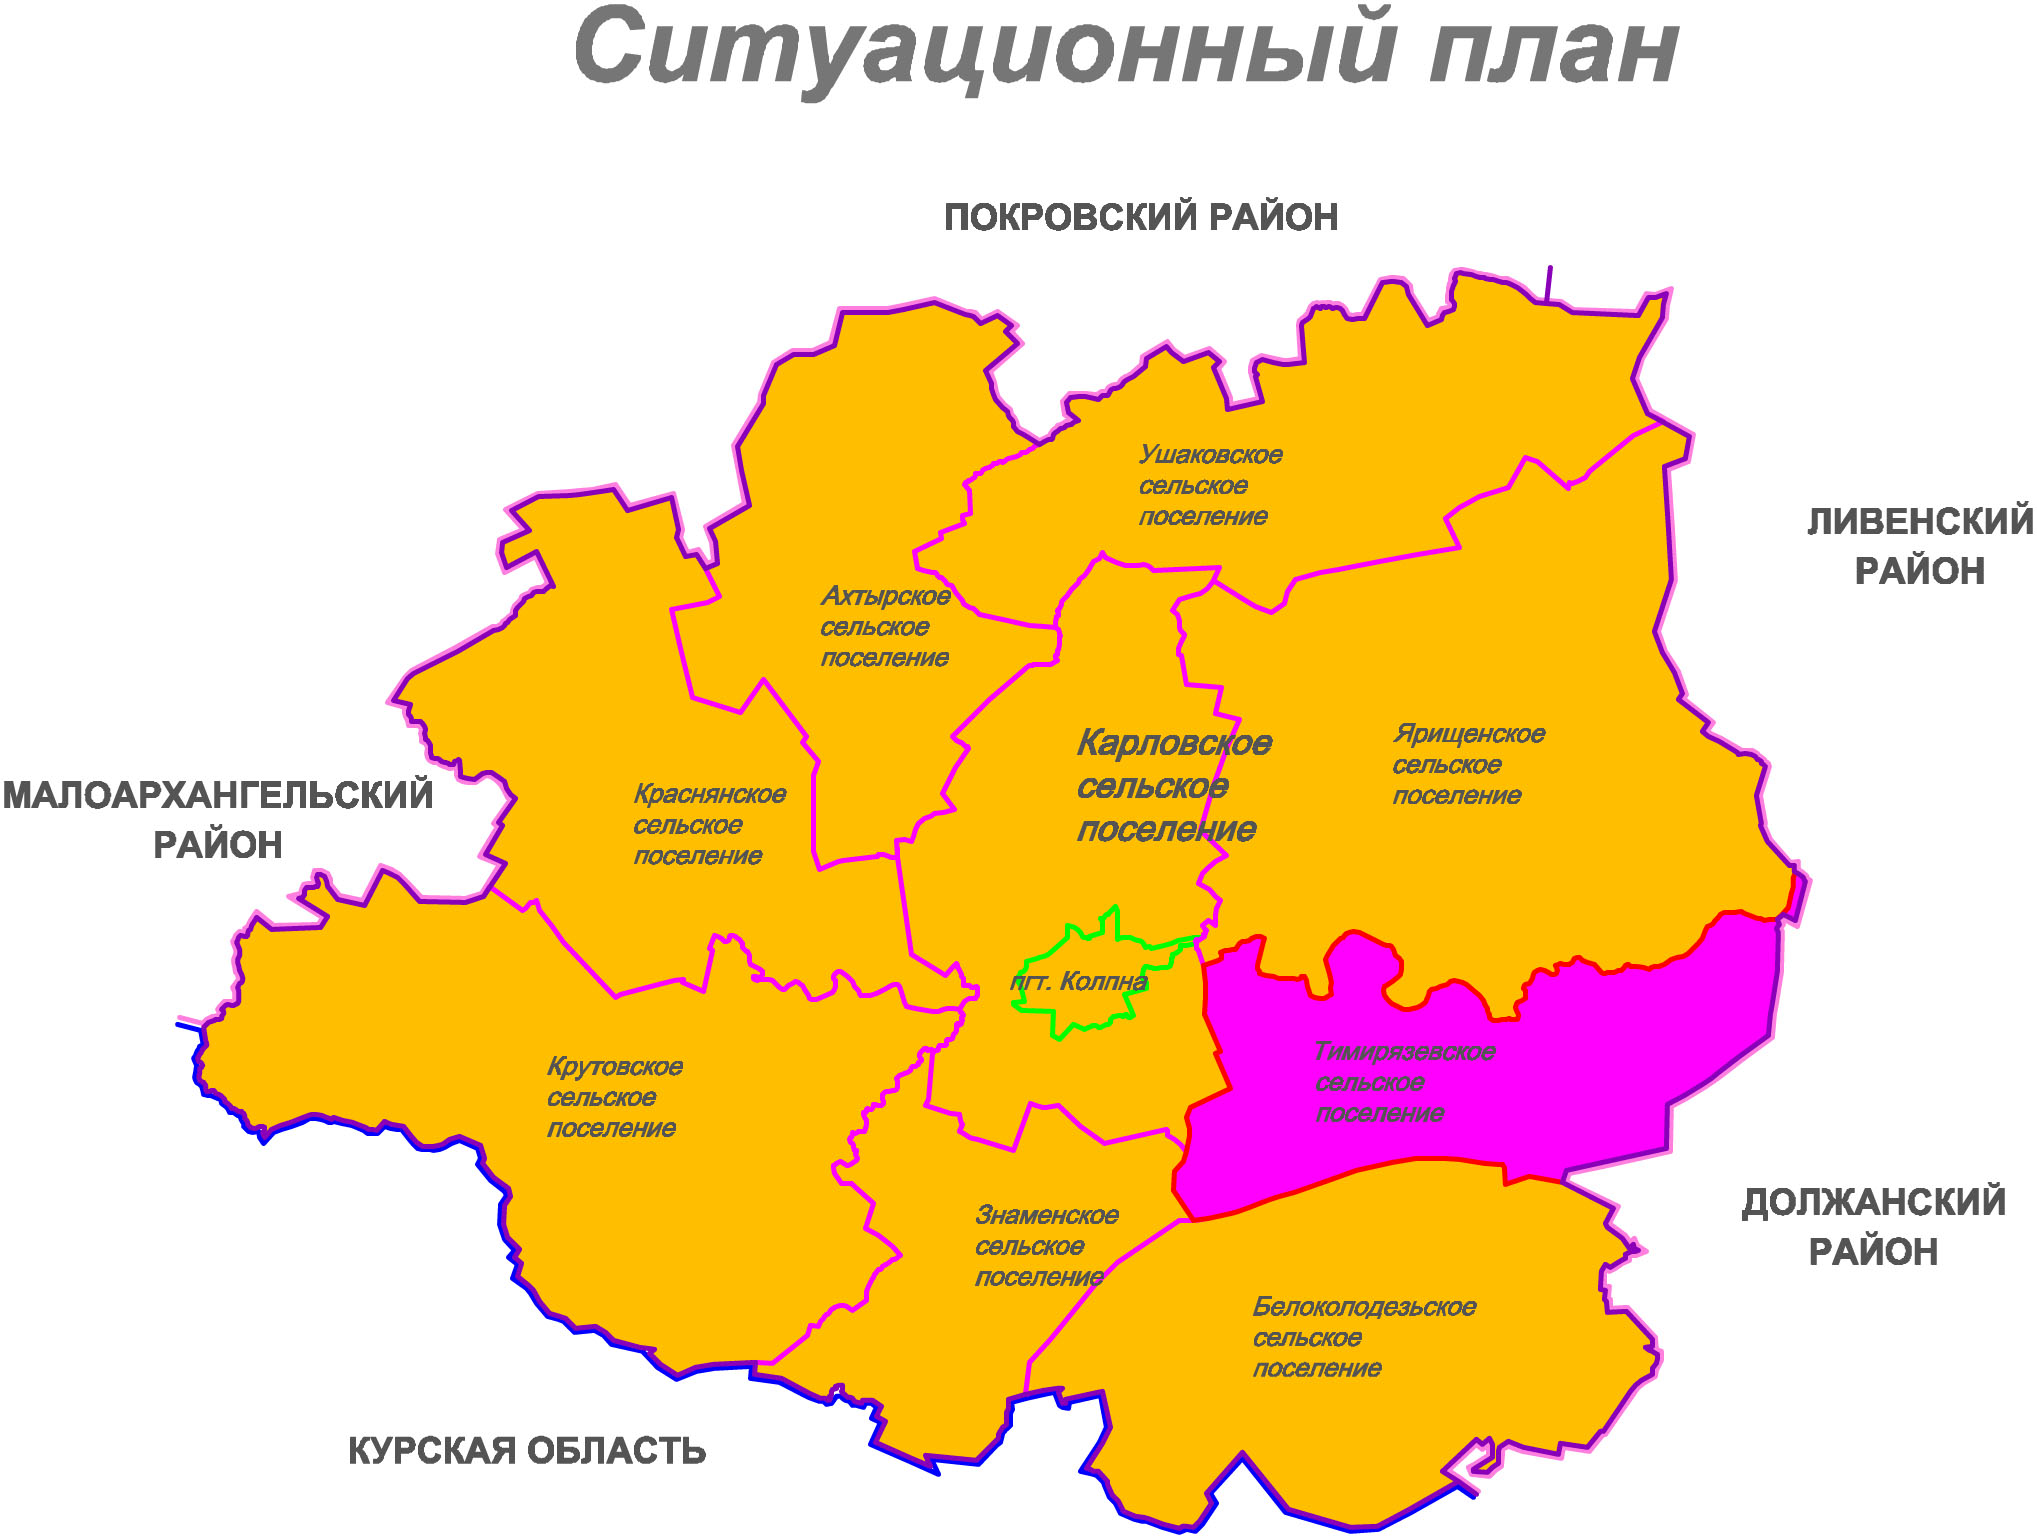 Ситуационный план
ПОКРОВСКИЙ РАЙОН
Ушаковское
сельское
поселение
ЛИВЕНСКИЙ
РАЙОН
Ахтырское
сельское
поселение
Карловское
сельское
поселение
Ярищенское
сельское
поселение
МАЛОАРХАНГЕЛЬСКИЙ
РАЙОН
Краснянское
сельское
поселение
пгт. Колпна
Крутовское
сельское
поселение
Тимирязевское
сельское
поселение
ДОЛЖАНСКИЙ
РАЙОН
Знаменское
сельское
поселение
Белоколодезьское
сельское
поселение
КУРСКАЯ ОБЛАСТЬ